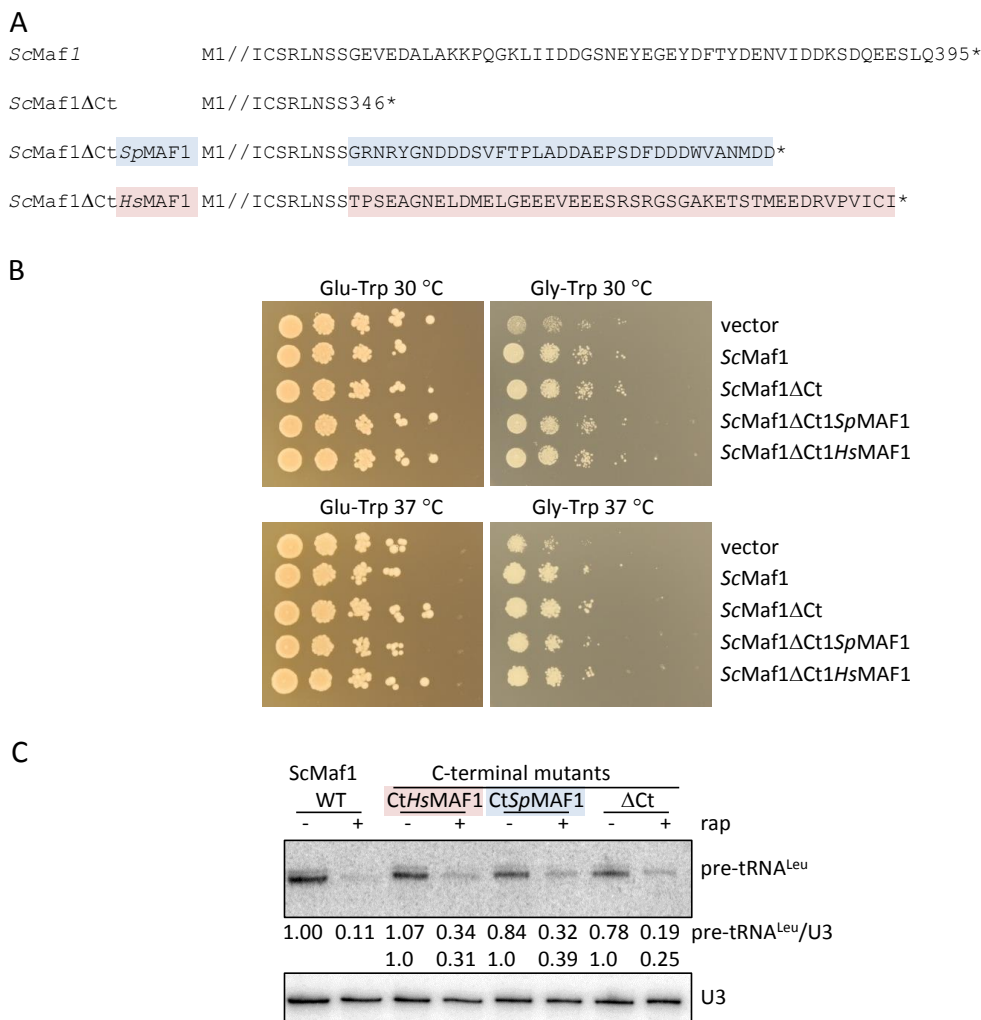 A
ScMaf1 M1//ICSRLNSSGEVEDALAKKPQGKLIIDDGSNEYEGEYDFTYDENVIDDKSDQEESLQ395*
ScMaf1ΔCt M1//ICSRLNSS346*
ScMaf1ΔCtSpMAF1 M1//ICSRLNSSGRNRYGNDDDSVFTPLADDAEPSDFDDDWVANMDD*
ScMaf1ΔCtHsMAF1 M1//ICSRLNSSTPSEAGNELDMELGEEEVEEESRSRGSGAKETSTMEEDRVPVICI*
B
Glu-Trp 30 °C Gly-Trp 30 °C
vector
ScMaf1
ScMaf1ΔCt
ScMaf1ΔCt1SpMAF1
ScMaf1ΔCt1HsMAF1
Glu-Trp 37 °C Gly-Trp 37 °C
vector
ScMaf1
ScMaf1ΔCt
ScMaf1ΔCt1SpMAF1
ScMaf1ΔCt1HsMAF1
C
ScMaf1 C-terminal mutants
WT CtHsMAF1 CtSpMAF1 ΔCt
- + - + - + - + rap
pre-tRNALeu
1.00 0.11 1.07 0.34 0.84 0.32 0.78 0.19 pre-tRNALeu/U3
1.0 0.31 1.0 0.39 1.0 0.25
U3